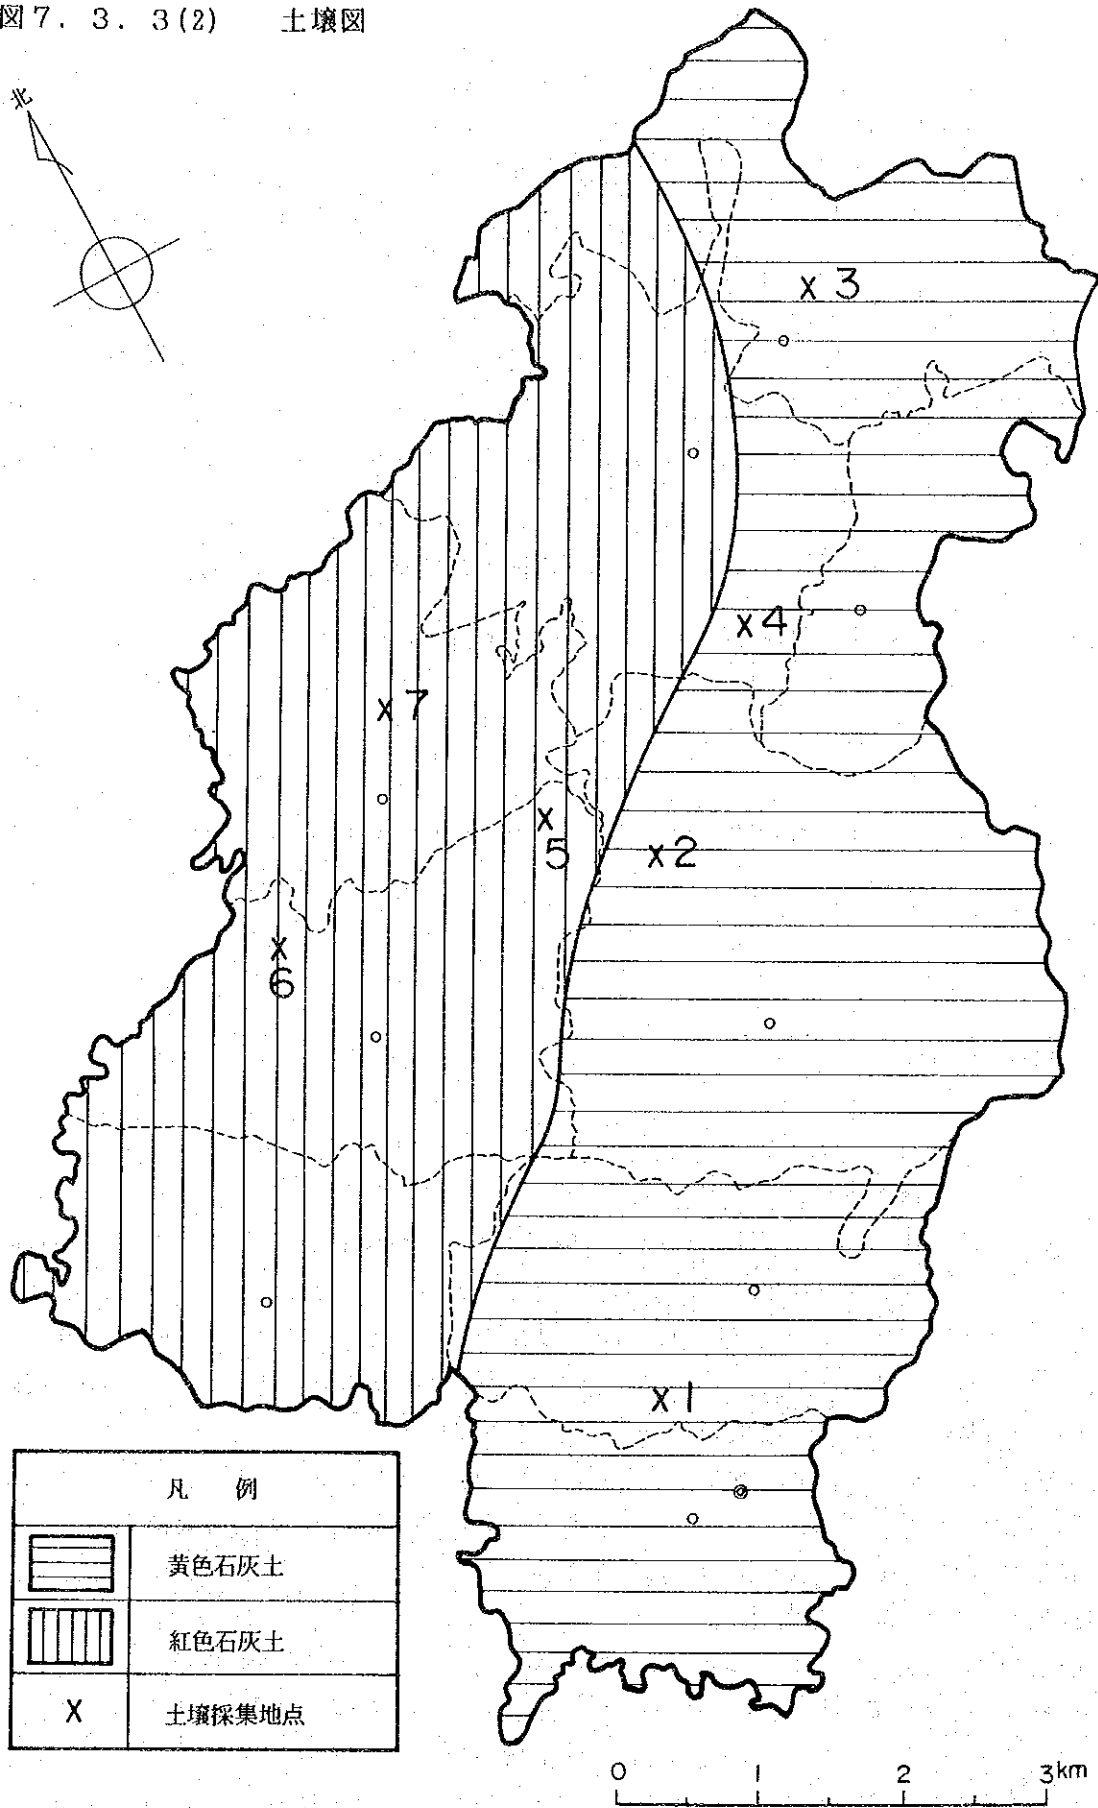 図7．3．3(2)　　土壌図
北
x 3
x4
x 7
x
5
x2
x
6
x 1
凡　例
黄色石灰土
紅色石灰土
X 土壌採集地点
0 1 2 3km